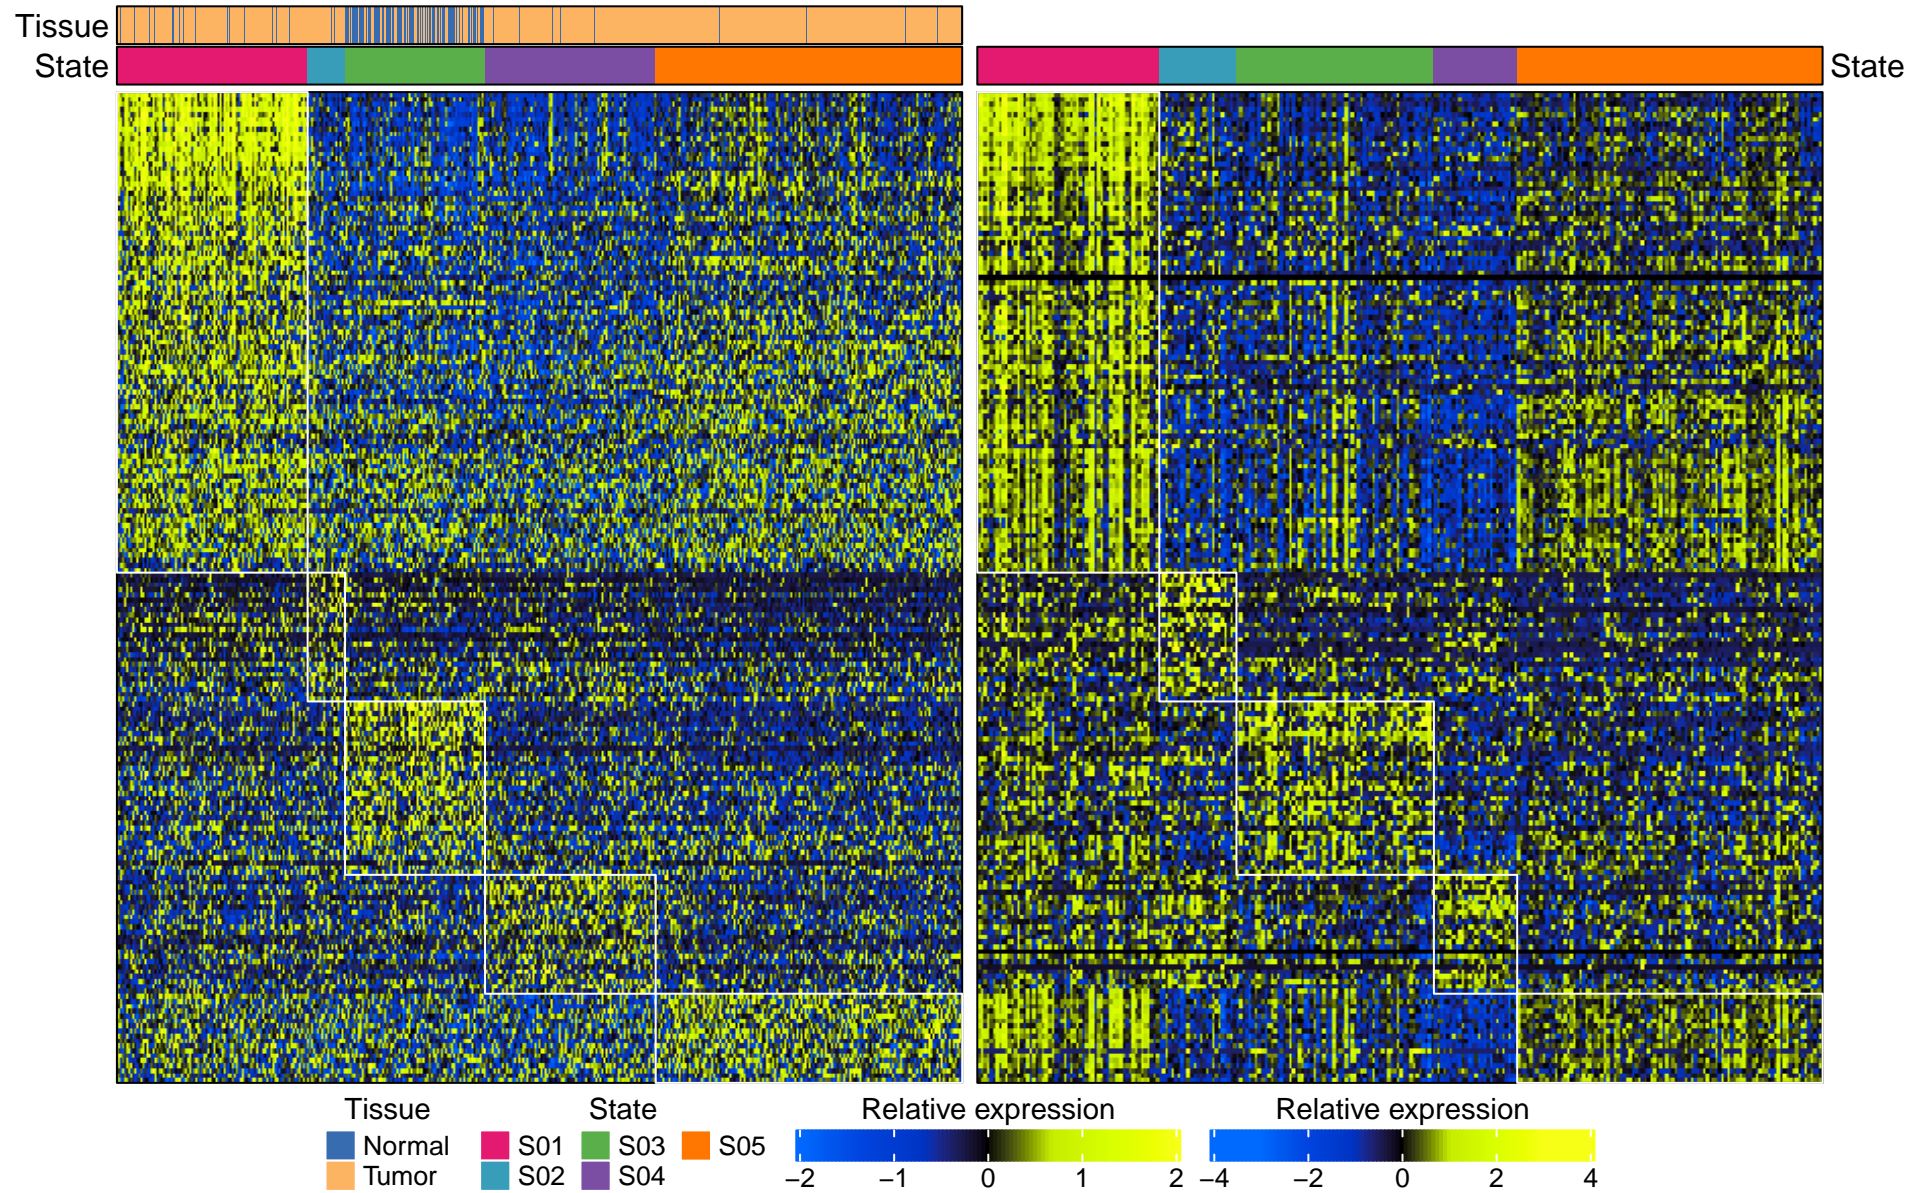 Tissue
State
State
Tissue State Relative expression Relative expression
Normal S01 S03 S05
Tumor S02 S04
−2 −1 0 1 2 −4 −2 0 2 4